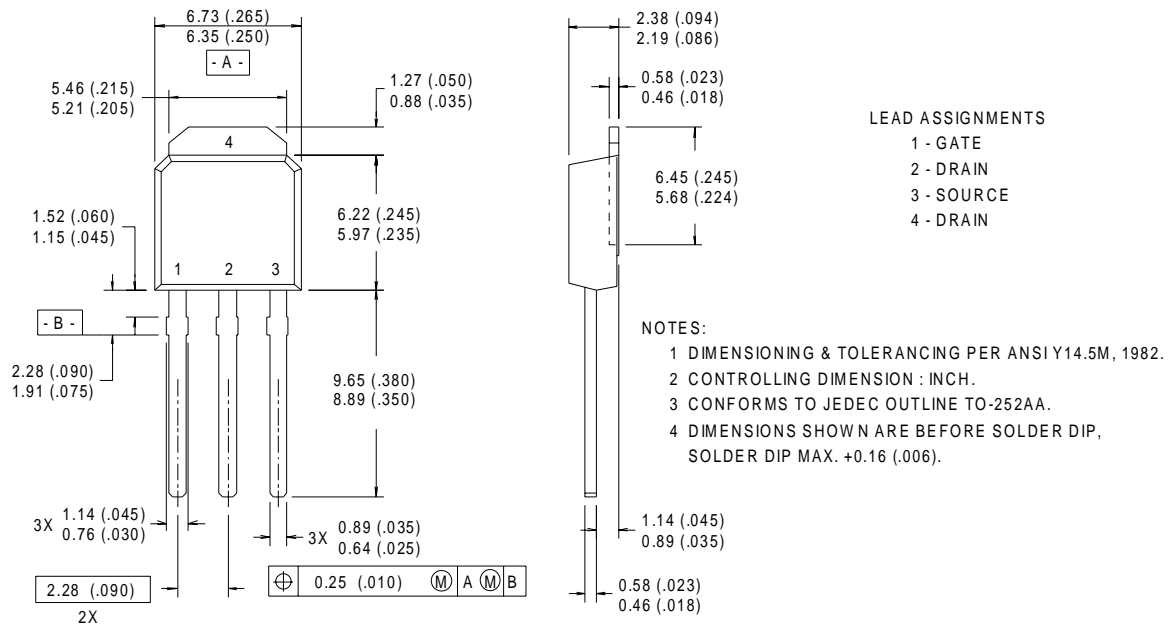 6.73 (.265)
6.35 (.250)
- A -
5.46 (.215)
5.21 (.205)
1.27 (.050)
0.88 (.035)
4
1.52 (.060)
1.15 (.045)
6.22 (.245)
5.97 (.235)
1 2 3
- B -
2.28 (.090)
1.91 (.075)
9.65 (.380)
8.89 (.350)
3X 1.14 (.045)
0.76 (.030)
3X 0.89 (.035)
0.64 (.025)
2.28 (.090)
2X
⌖ 0.25 (.010) Ⓜ A Ⓜ B
2.38 (.094)
2.19 (.086)
0.58 (.023)
0.46 (.018)
6.45 (.245)
5.68 (.224)
1.14 (.045)
0.89 (.035)
0.58 (.023)
0.46 (.018)
LEAD ASSIGNMENTS
1 - GATE
2 - DRAIN
3 - SOURCE
4 - DRAIN
NOTES:
1 DIMENSIONING & TOLERANCING PER ANSI Y14.5M, 1982.
2 CONTROLLING DIMENSION : INCH.
3 CONFORMS TO JEDEC OUTLINE TO-252AA.
4 DIMENSIONS SHOWN ARE BEFORE SOLDER DIP,
SOLDER DIP MAX. +0.16 (.006).